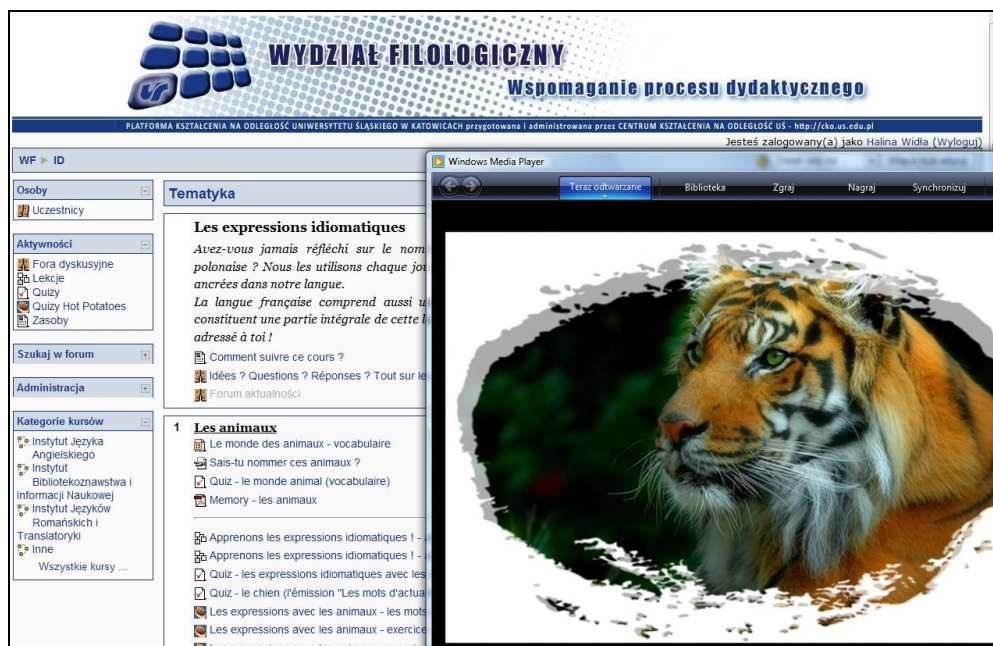 WYDZIAŁ FILOLOGICZNY
Wspomaganie procesu dydaktycznego
PLATFORMA KSZTAŁCENIA NA ODLEGŁOŚĆ UNIWERSYTETU ŚLĄSKIEGO W KATOWICACH przygotowana i administrowana przez CENTRUM KSZTAŁCENIA NA ODLEGŁOŚĆ UŚ - http://cko.us.edu.pl
Jesteś zalogowany(a) jako Halina Widła (Wyloguj)
WF ► ID
Osoby
Uczestnicy
Aktywności
Fora dyskusyjne
Lekcje
Quizy
Quizy Hot Potatoes
Zasoby
Szukaj w forum
Administracja
Kategorie kursów
Instytut Języka
Angielskiego
Instytut
Bibliotekoznawstwa i
Informacji Naukowej
Instytut Języków
Romańskich i
Translatoryki
Inne
Wszystkie kursy ...
Tematyka
Les expressions idiomatiques
Avez-vous jamais réfléchi sur le nom
polonaise ? Nous les utilisons chaque jou
ancrées dans notre langue.
La langue française comprend aussi u
constituent une partie intégrale de cette l
adressé à toi !
Comment suivre ce cours ?
Idées ? Questions ? Réponses ? Tout sur le
Forum aktualności
1 Les animaux
Le monde des animaux - vocabulaire
Sais-tu nommer ces animaux ?
Quiz - le monde animal (vocabulaire)
Memory - les animaux
Apprenons les expressions idiomatiques ! - a
Apprenons les expressions idiomatiques ! - a
Quiz - les expressions idiomatiques avec les
Quiz - le chien (l'émission "Les mots d'actua
Les expressions avec les animaux - les mots
Les expressions avec les animaux - exercice
Windows Media Player
Teraz odtwarzane Biblioteka Zgraj Nagraj Synchronizuj